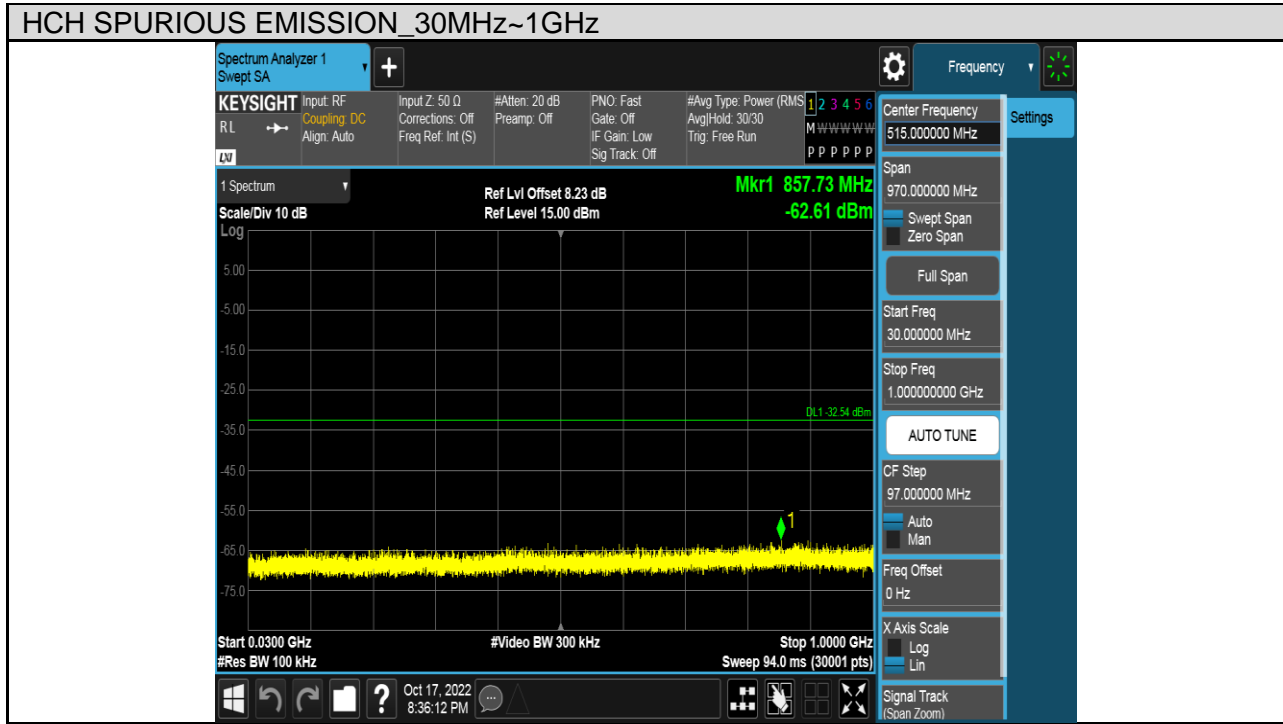 HCH SPURIOUS EMISSION_30MHz~1GHz
Spectrum Analyzer 1
Swept SA
+
Frequency
KEYSIGHT
RL
LXI
Input: RF
Coupling: DC
Align: Auto
Input Z: 50 Ω
Corrections: Off
Freq Ref: Int (S)
#Atten: 20 dB
Preamp: Off
PNO: Fast
Gate: Off
IF Gain: Low
Sig Track: Off
#Avg Type: Power (RMS
Avg|Hold: 30/30
Trig: Free Run
1 2 3 4 5 6
M W W W W W
P P P P P P
1 Spectrum
Scale/Div 10 dB
Ref Lvl Offset 8.23 dB
Ref Level 15.00 dBm
Mkr1 857.73 MHz
-62.61 dBm
Log
5.00
-5.00
-15.0
-25.0
DL1 -32.54 dBm
-35.0
-45.0
-55.0
1
-65.0
-75.0
Start 0.0300 GHz
#Video BW 300 kHz
Stop 1.0000 GHz
#Res BW 100 kHz
Sweep 94.0 ms (30001 pts)
?
Oct 17, 2022
8:36:12 PM
Center Frequency
515.000000 MHz
Settings
Span
970.000000 MHz
Swept Span
Zero Span
Full Span
Start Freq
30.000000 MHz
Stop Freq
1.000000000 GHz
AUTO TUNE
CF Step
97.000000 MHz
Auto
Man
Freq Offset
0 Hz
X Axis Scale
Log
Lin
Signal Track
(Span Zoom)